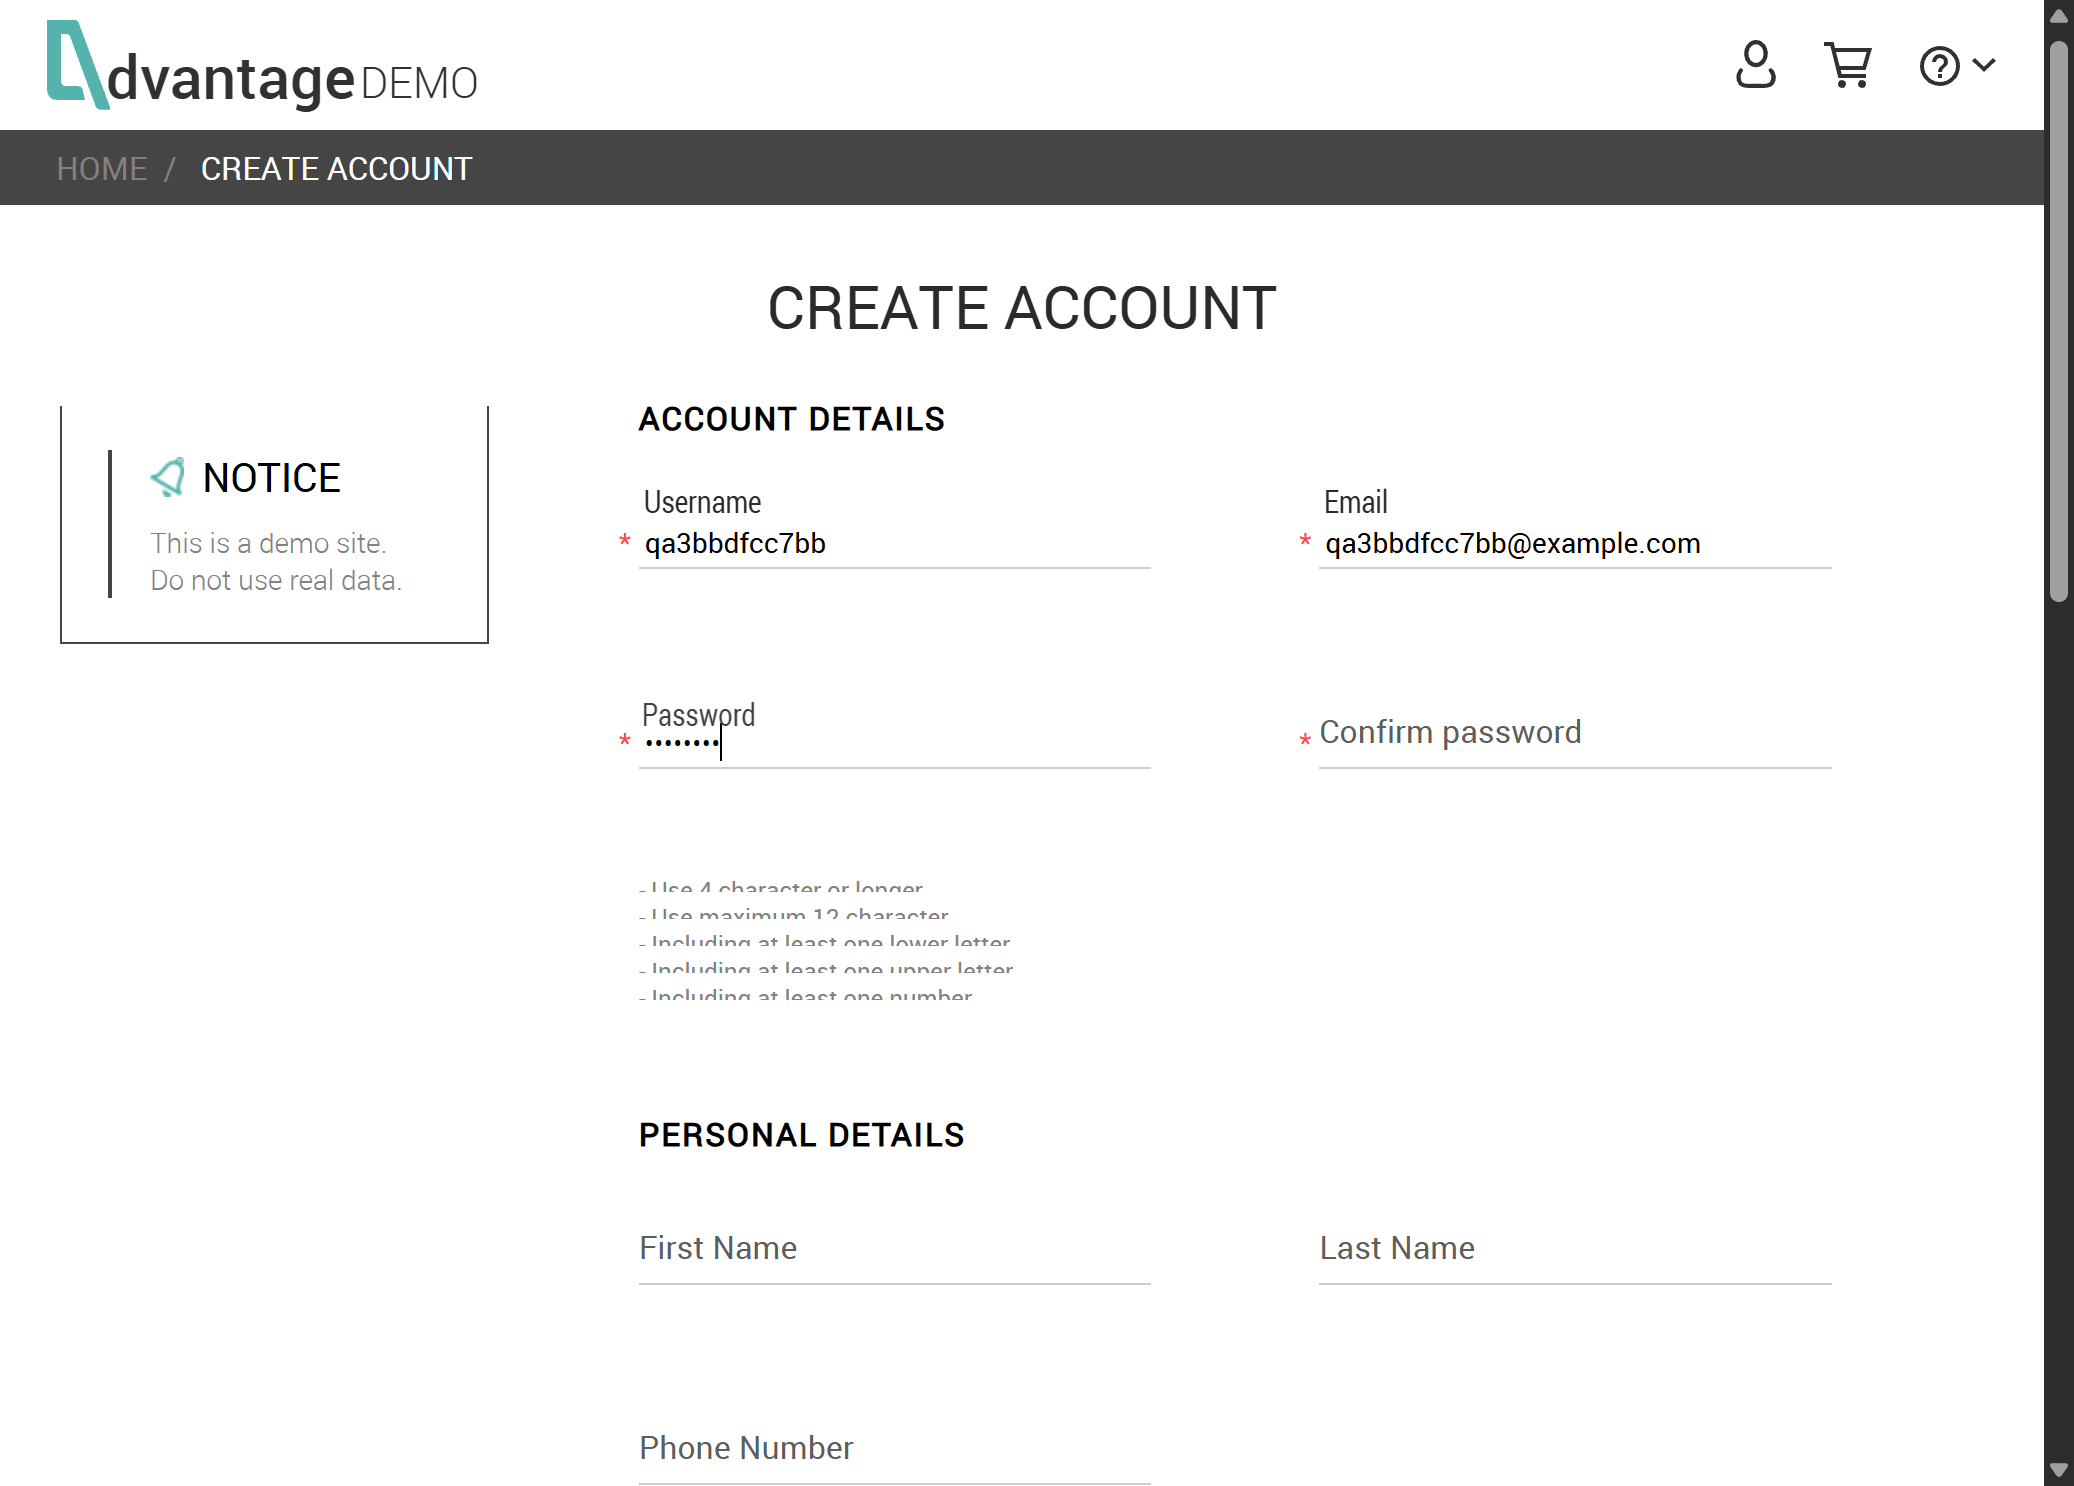 dvantage DEMO
HOME / CREATE ACCOUNT
CREATE ACCOUNT
NOTICE
This is a demo site.
Do not use real data.
ACCOUNT DETAILS
Username
* qa3bbdfcc7bb
Email
* qa3bbdfcc7bb@example.com
Password
* ••••••••
* Confirm password
- Use 4 character or longer
- Use maximum 12 character
- Including at least one lower letter
- Including at least one upper letter
- Including at least one number
PERSONAL DETAILS
First Name
Last Name
Phone Number